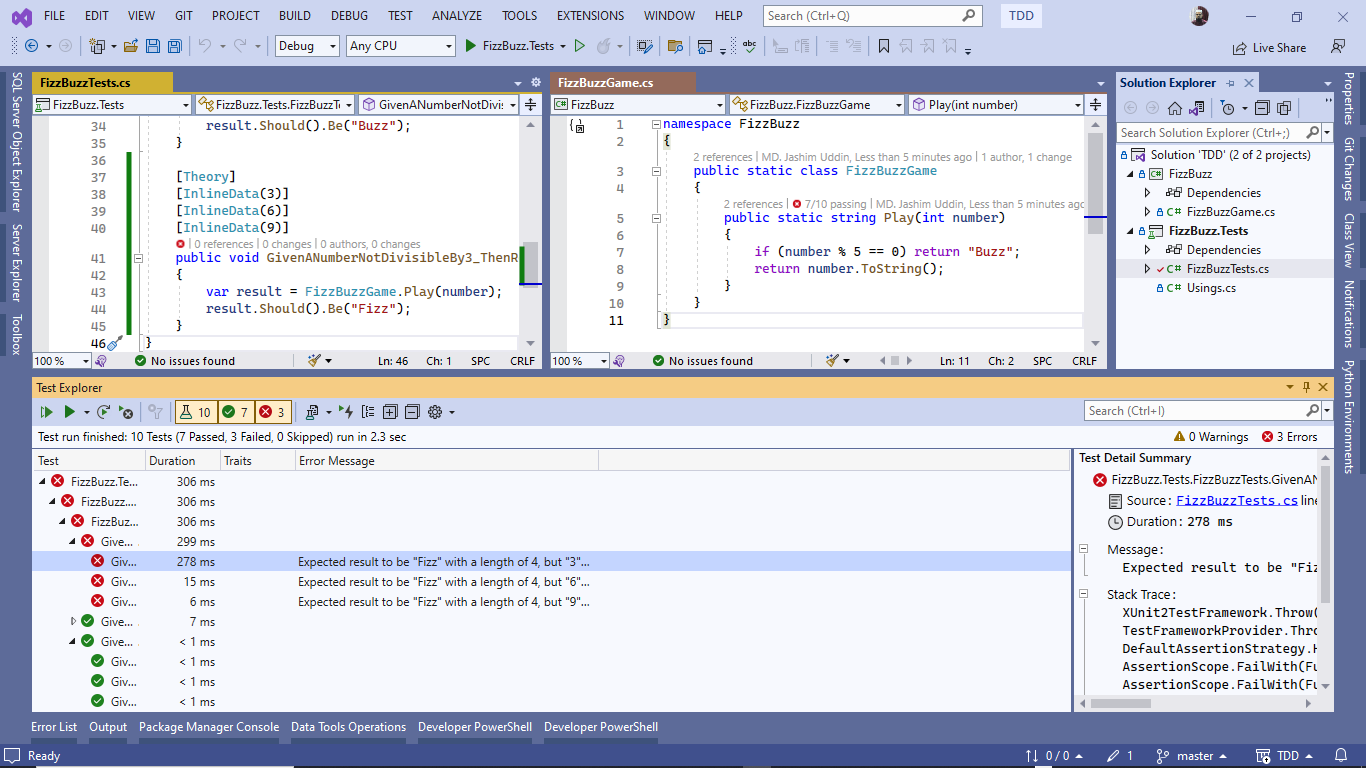 FILE EDIT VIEW GIT PROJECT BUILD DEBUG TEST ANALYZE TOOLS EXTENSIONS WINDOW HELP Search (Ctrl+Q) TDD
Debug Any CPU FizzBuzz.Tests Live Share
SQL Server Object Explorer
Server Explorer
Toolbox
FizzBuzzTests.cs
FizzBuzz.Tests FizzBuzz.Tests.FizzBuzzT GivenANumberNotDivis
34 result.Should().Be("Buzz");
35 }
36
37 [Theory]
38 [InlineData(3)]
39 [InlineData(6)]
40 [InlineData(9)]
| 0 references | 0 changes | 0 authors, 0 changes
41 public void GivenANumberNotDivisibleBy3_ThenR
42 {
43 var result = FizzBuzzGame.Play(number);
44 result.Should().Be("Fizz");
45 }
46 }
100 % No issues found Ln: 46 Ch: 1 SPC CRLF
FizzBuzzGame.cs
FizzBuzz FizzBuzz.FizzBuzzGame Play(int number)
1 namespace FizzBuzz
2 {
2 references | MD. Jashim Uddin, Less than 5 minutes ago | 1 author, 1 change
3 public static class FizzBuzzGame
4 {
2 references | 7/10 passing | MD. Jashim Uddin, Less than 5 minutes ago
5 public static string Play(int number)
6 {
7 if (number % 5 == 0) return "Buzz";
8 return number.ToString();
9 }
10 }
11 }
100 % No issues found Ln: 11 Ch: 2 SPC CRLF
Solution Explorer
Search Solution Explorer (Ctrl+;)
Solution 'TDD' (2 of 2 projects)
FizzBuzz
Dependencies
C# FizzBuzzGame.cs
FizzBuzz.Tests
Dependencies
C# FizzBuzzTests.cs
C# Usings.cs
Properties
Git Changes
Class View
Notifications
Python Environments
Test Explorer
10 7 3 Search (Ctrl+I)
Test run finished: 10 Tests (7 Passed, 3 Failed, 0 Skipped) run in 2.3 sec 0 Warnings 3 Errors
Test Duration Traits Error Message
FizzBuzz.Te... 306 ms
FizzBuzz.... 306 ms
FizzBuz... 306 ms
Give... 299 ms
Giv... 278 ms Expected result to be "Fizz" with a length of 4, but "3"...
Giv... 15 ms Expected result to be "Fizz" with a length of 4, but "6"...
Giv... 6 ms Expected result to be "Fizz" with a length of 4, but "9"...
Give... 7 ms
Give... < 1 ms
Giv... < 1 ms
Giv... < 1 ms
Giv... < 1 ms
Test Detail Summary
FizzBuzz.Tests.FizzBuzzTests.GivenAN
Source: FizzBuzzTests.cs line
Duration: 278 ms
Message:
Expected result to be "Fiz
Stack Trace:
XUnit2TestFramework.Throw(
TestFrameworkProvider.Thro
DefaultAssertionStrategy.H
AssertionScope.FailWith(Fu
AssertionScope.FailWith(Fu
Error List Output Package Manager Console Data Tools Operations Developer PowerShell Developer PowerShell
Ready 0 / 0 1 master TDD